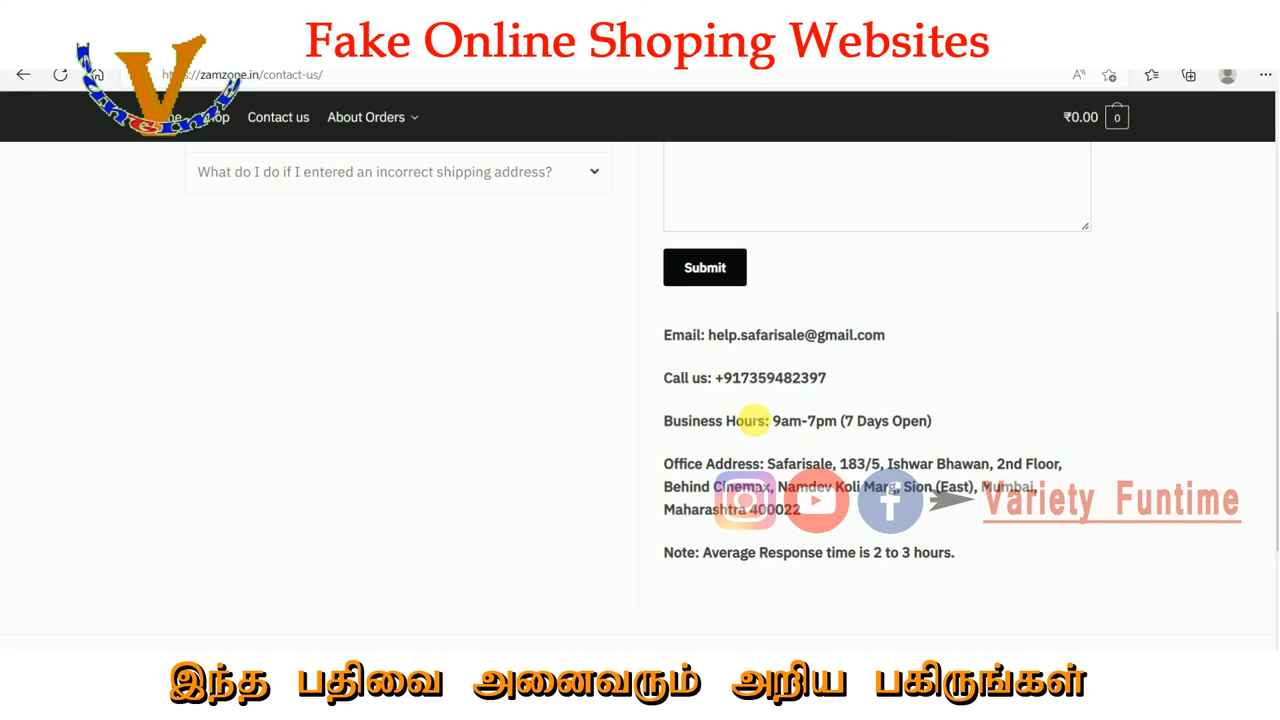 Fake Online Shoping Websites
https://zamzone.in/contact-us/
Contact us About Orders ₹0.00 0
What do I do if I entered an incorrect shipping address?
Submit
Email: help.safarisale@gmail.com
Call us: +917359482397
Business Hours: 9am-7pm (7 Days Open)
Office Address: Safarisale, 183/5, Ishwar Bhawan, 2nd Floor,
Behind Cinemax, Namdev Koli Marg, Sion (East), Mumbai,
Maharashtra 400022
Variety Funtime
Note: Average Response time is 2 to 3 hours.
இந்த பதிவை அனைவரும் அறிய பகிருங்கள்